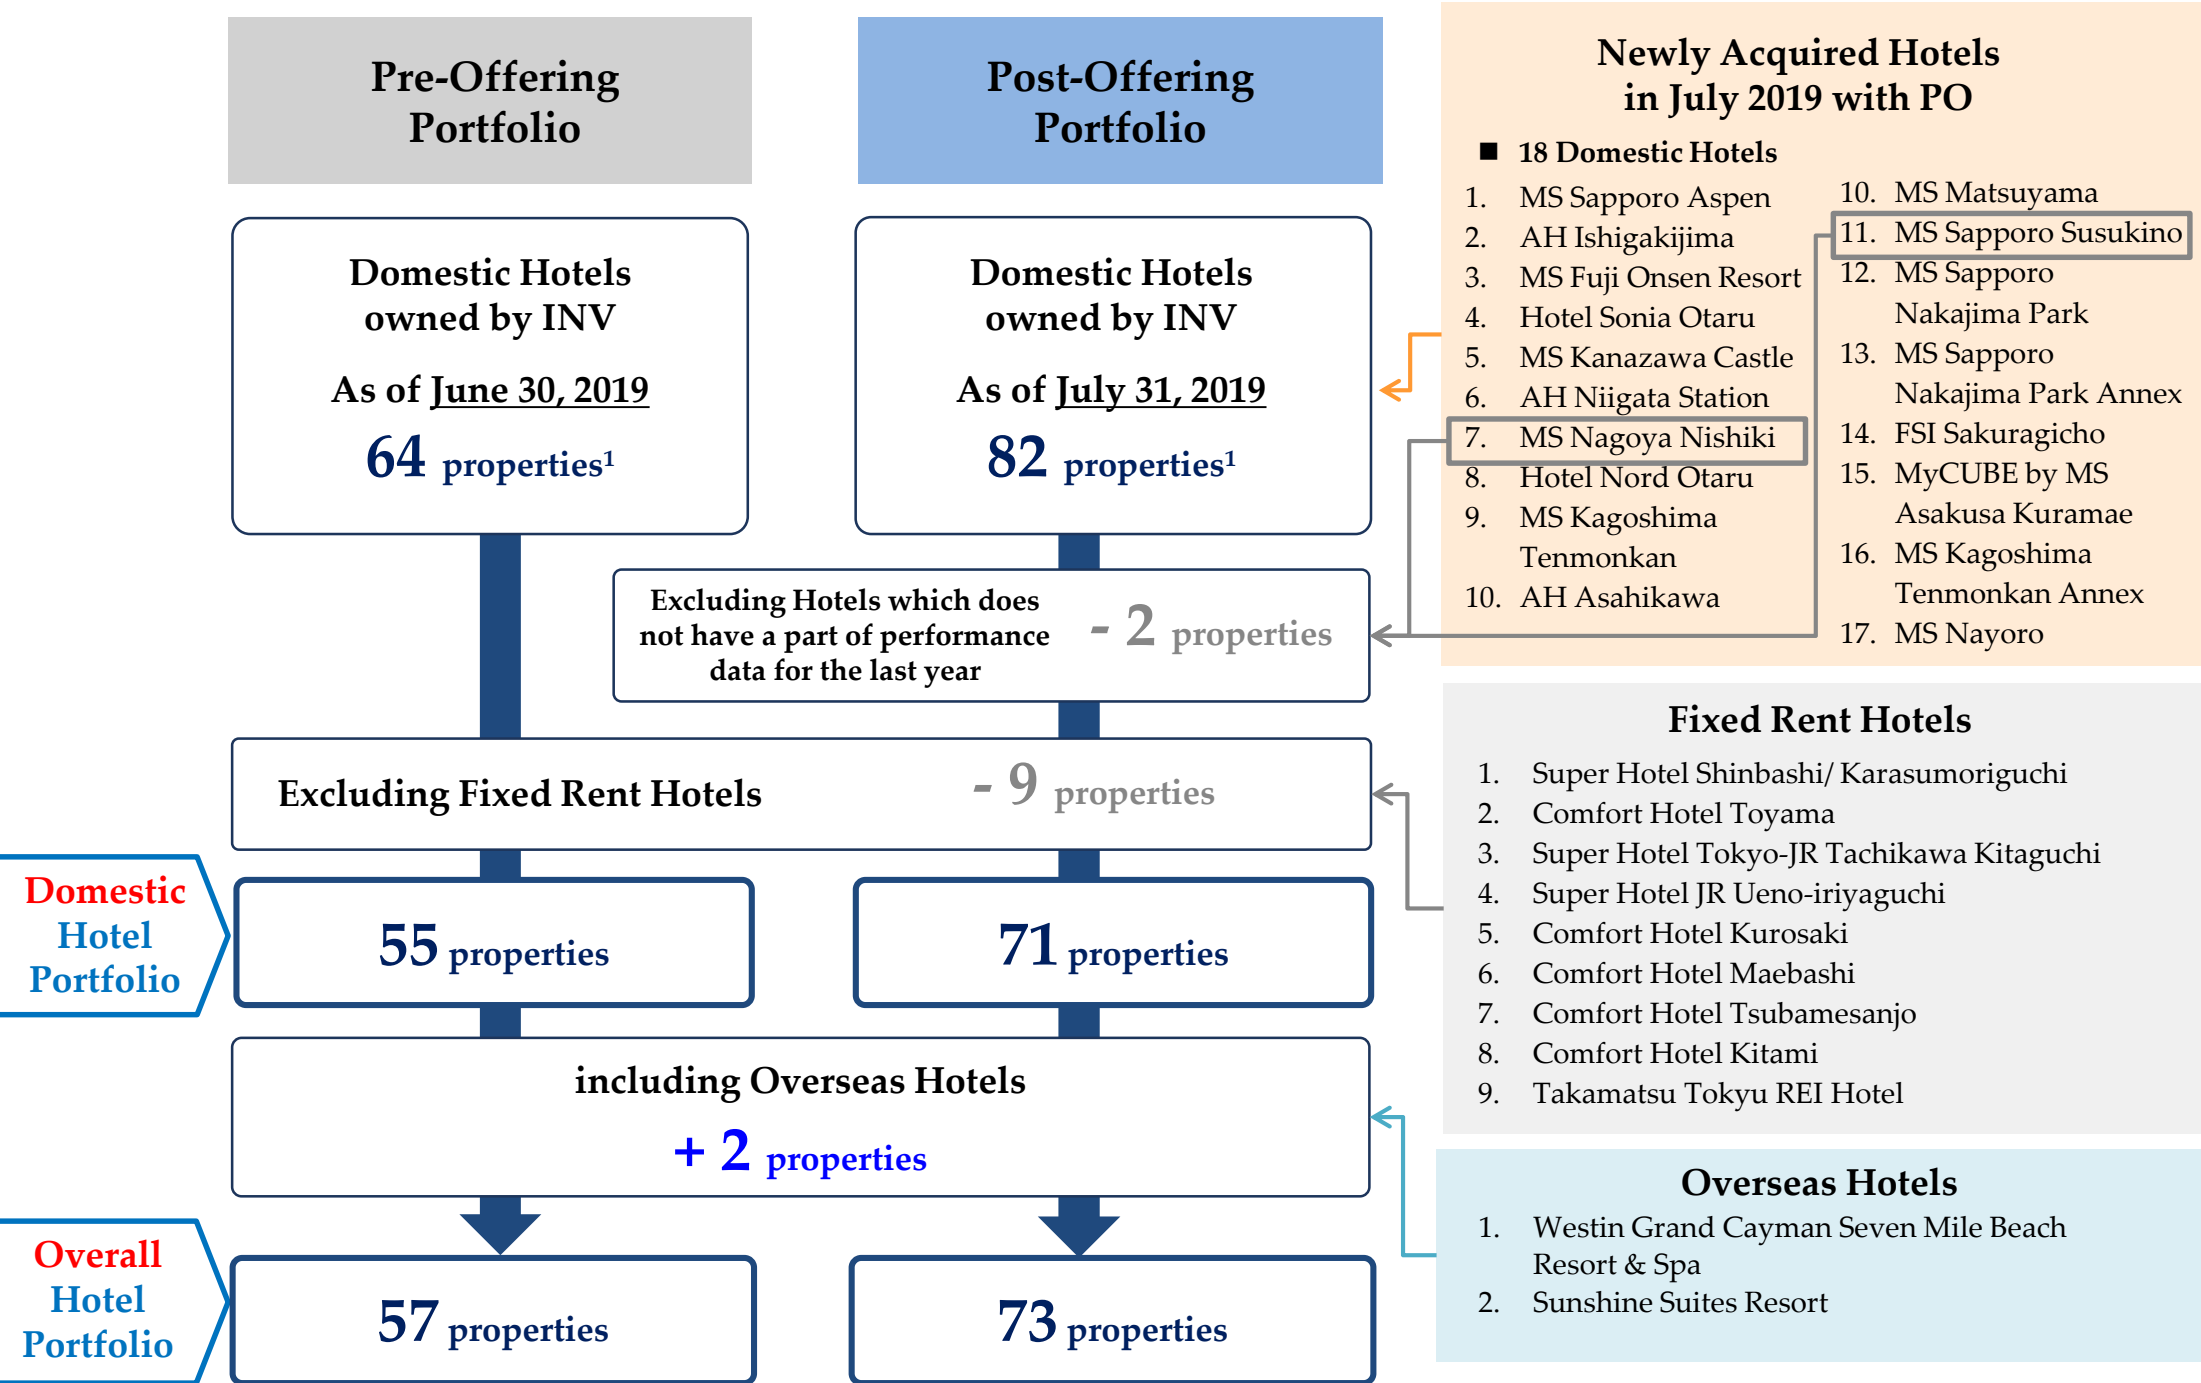 Pre-Offering
Portfolio
Post-Offering
Portfolio
Domestic Hotels
owned by INV
As of June 30, 2019
64 properties¹
Domestic Hotels
owned by INV
As of July 31, 2019
82 properties¹
Excluding Hotels which does
not have a part of performance
data for the last year
- 2 properties
Excluding Fixed Rent Hotels
- 9 properties
Domestic
Hotel
Portfolio
55 properties
71 properties
including Overseas Hotels
+ 2 properties
Overall
Hotel
Portfolio
57 properties
73 properties
Newly Acquired Hotels
in July 2019 with PO
■ 18 Domestic Hotels
1. MS Sapporo Aspen
2. AH Ishigakijima
3. MS Fuji Onsen Resort
4. Hotel Sonia Otaru
5. MS Kanazawa Castle
6. AH Niigata Station
7. MS Nagoya Nishiki
8. Hotel Nord Otaru
9. MS Kagoshima
Tenmonkan
10. AH Asahikawa
10. MS Matsuyama
11. MS Sapporo Susukino
12. MS Sapporo
Nakajima Park
13. MS Sapporo
Nakajima Park Annex
14. FSI Sakuragicho
15. MyCUBE by MS
Asakusa Kuramae
16. MS Kagoshima
Tenmonkan Annex
17. MS Nayoro
Fixed Rent Hotels
1. Super Hotel Shinbashi/ Karasumoriguchi
2. Comfort Hotel Toyama
3. Super Hotel Tokyo-JR Tachikawa Kitaguchi
4. Super Hotel JR Ueno-iriyaguchi
5. Comfort Hotel Kurosaki
6. Comfort Hotel Maebashi
7. Comfort Hotel Tsubamesanjo
8. Comfort Hotel Kitami
9. Takamatsu Tokyu REI Hotel
Overseas Hotels
1. Westin Grand Cayman Seven Mile Beach
Resort & Spa
2. Sunshine Suites Resort